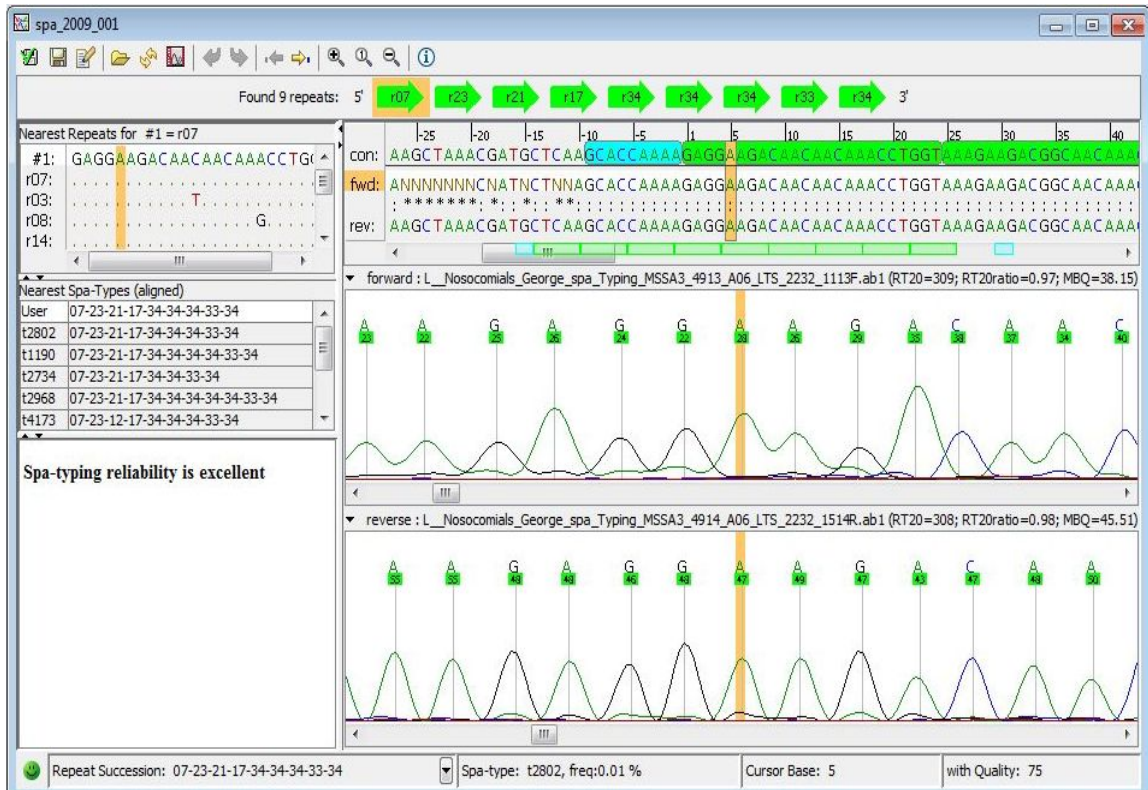 spa_2009_001
Found 9 repeats: 5' r07 r23 r21 r17 r34 r34 r34 r33 r34 3'
Nearest Repeats for #1 = r07
#1: GAGGAAGACAACAACAAACCTG
r07: . . . . . . . . . . . . . . . . . . . . . .
r03: . . . . . . . . . . . T . . . . . . . . . .
r08: . . . . . . . . . . . . . . . . . G .
r14: . . . . . . . . . . . . . . . . . . . . . .
-25 -20 -15 -10 -5 1 5 10 15 20 25 30 35 40
con: AAGCTAAACGATGCTCAAGCACCAAAAGAGGAAGACAACAACAAACCTGGTAAAGAAGACGGCAACAAA
fwd: ANNNNNNNCNATNCTNNAGCACCAAAAGAGGAAGACAACAACAAACCTGGTAAAGAAGACGGCAACAAA
rev: AAGCTAAACGATGCTCAAGCACCAAAAGAGGAAGACAACAACAAACCTGGTAAAGAAGACGGCAACAAA
Nearest Spa-Types (aligned)
User 07-23-21-17-34-34-34-33-34
t2802 07-23-21-17-34-34-34-33-34
t1190 07-23-21-17-34-34-34-34-33-34
t2734 07-23-21-17-34-34-33-34
t2968 07-23-21-17-34-34-34-34-34-33-34
t4173 07-23-12-17-34-34-34-33-34
Spa-typing reliability is excellent
forward : L__Nosocomials_George_spa_Typing_MSSA3_4913_A06_LTS_2232_1113F.ab1 (RT20=309; RT20ratio=0.97; MBQ=38.15)
A A G A G G A A G A C A A C
23 22 25 26 24 22 28 26 29 35 38 37 34 40
reverse : L__Nosocomials_George_spa_Typing_MSSA3_4914_A06_LTS_2232_1514R.ab1 (RT20=308; RT20ratio=0.98; MBQ=45.51)
A A G A G G A A G A C A A
55 55 48 48 46 48 47 49 47 43 47 48 50
Repeat Succession: 07-23-21-17-34-34-34-33-34
Spa-type: t2802, freq:0.01 %
Cursor Base: 5
with Quality: 75